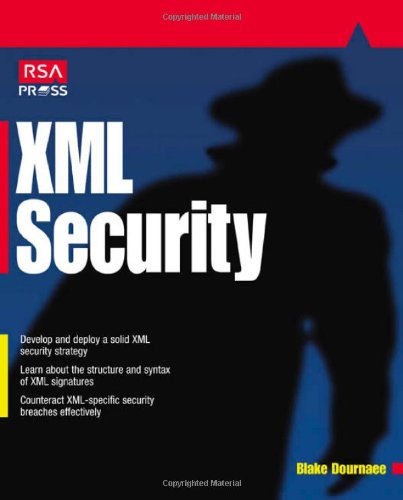 Copyrighted Material
RSA
PRESS
XML
Security
Develop and deploy a solid XML
security strategy
Learn about the structure and syntax
of XML signatures
Counteract XML-specific security
breaches effectively
Blake Dournaee
Copyrighted Material